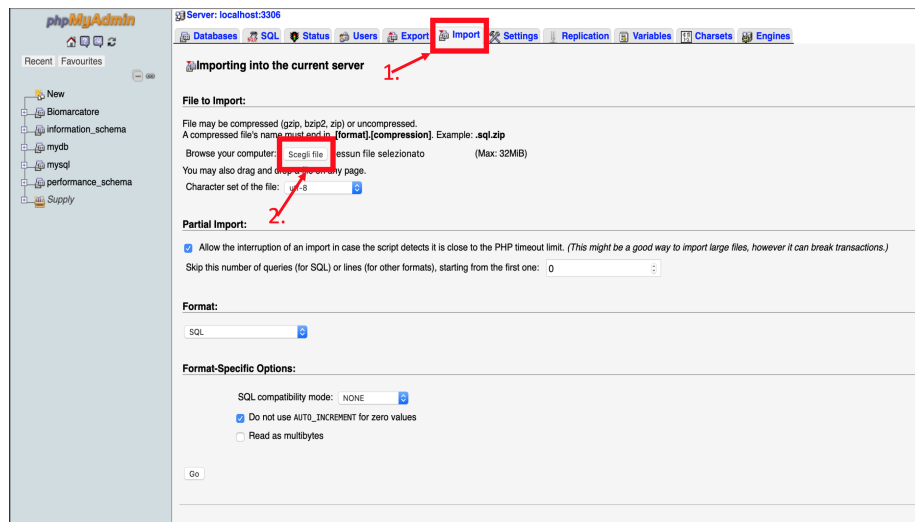 phpMyAdmin
Recent Favourites
New
Biomarcatore
information_schema
mydb
mysql
performance_schema
Supply
Server: localhost:3306
Databases SQL Status Users Export Import Settings Replication Variables Charsets Engines
1.
Importing into the current server
File to Import:
File may be compressed (gzip, bzip2, zip) or uncompressed.
A compressed file's name must end in .[format].[compression]. Example: .sql.zip
Browse your computer: Scegli file essun file selezionato (Max: 32MiB)
You may also drag and drop a file on any page.
Character set of the file: utf-8
2.
Partial Import:
Allow the interruption of an import in case the script detects it is close to the PHP timeout limit. (This might be a good way to import large files, however it can break transactions.)
Skip this number of queries (for SQL) or lines (for other formats), starting from the first one: 0
Format:
SQL
Format-Specific Options:
SQL compatibility mode: NONE
Do not use AUTO_INCREMENT for zero values
Read as multibytes
Go